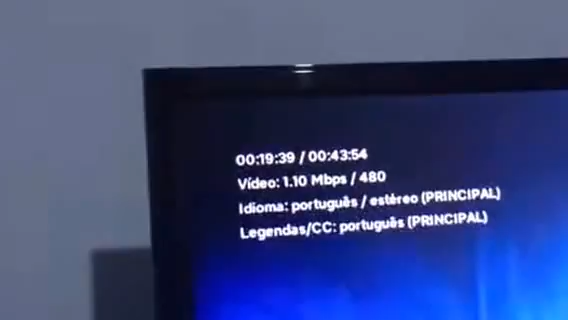 00:19:39 / 00:43:54
Vídeo: 1.10 Mbps / 480
Idioma: português / estéreo (PRINCIPAL)
Legendas/CC: português (PRINCIPAL)